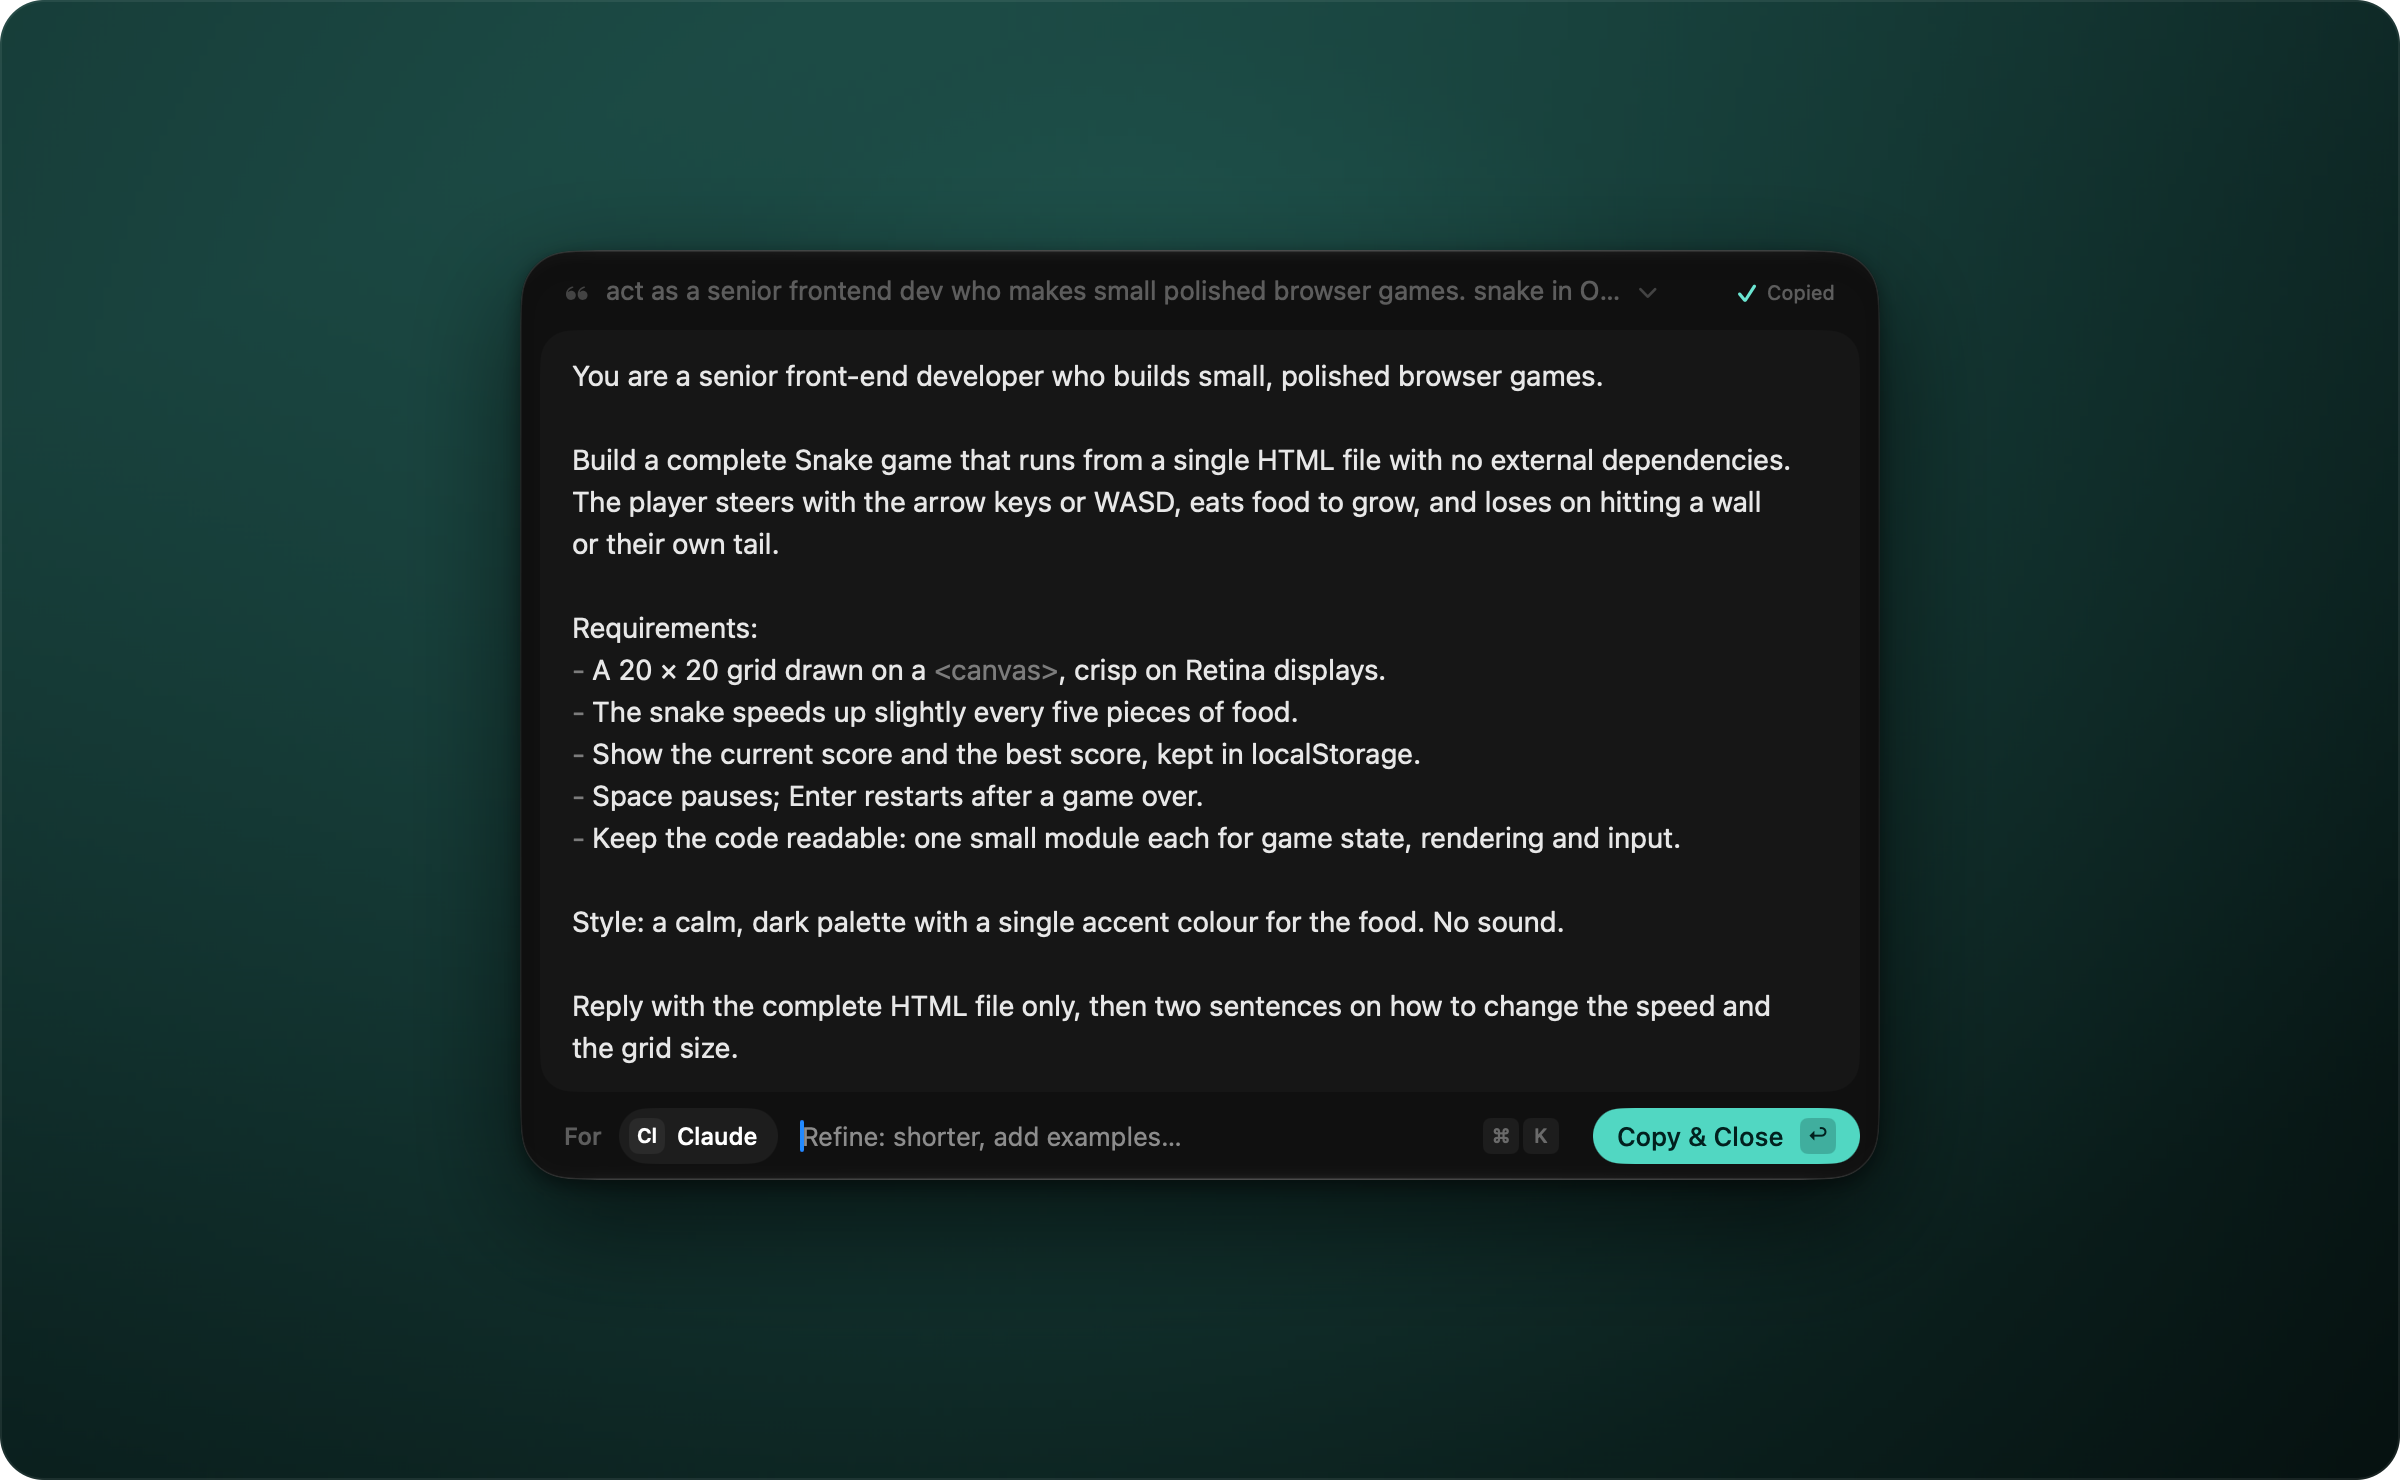 act as a senior frontend dev who makes small polished browser games. snake in O...
Copied
You are a senior front-end developer who builds small, polished browser games.
Build a complete Snake game that runs from a single HTML file with no external dependencies.
The player steers with the arrow keys or WASD, eats food to grow, and loses on hitting a wall
or their own tail.
Requirements:
- A 20 × 20 grid drawn on a <canvas>, crisp on Retina displays.
- The snake speeds up slightly every five pieces of food.
- Show the current score and the best score, kept in localStorage.
- Space pauses; Enter restarts after a game over.
- Keep the code readable: one small module each for game state, rendering and input.
Style: a calm, dark palette with a single accent colour for the food. No sound.
Reply with the complete HTML file only, then two sentences on how to change the speed and
the grid size.
For Cl Claude Refine: shorter, add examples... ⌘ K Copy & Close